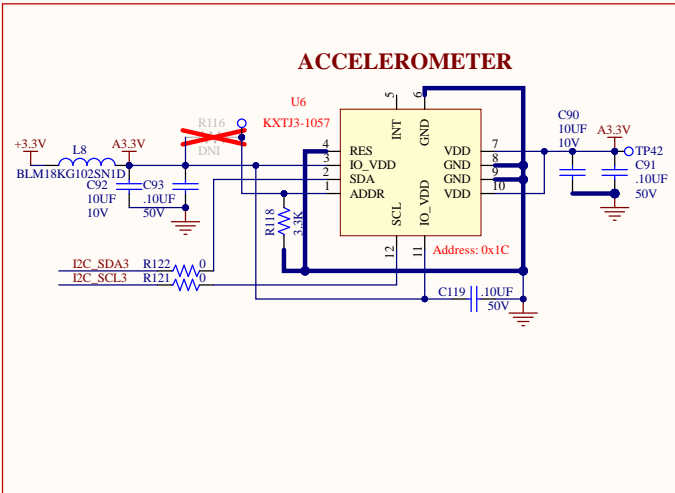 ACCELEROMETER
U6
KXTJ3-1057
R116
DNI
+3.3V
L8
BLM18KG102SN1D
A3.3V
C92
10UF
10V
C93
.10UF
50V
R118
3.3K
4
3
2
1
RES
IO_VDD
SDA
ADDR
5
INT
6
GND
SCL
12
IO_VDD
11
VDD
GND
GND
VDD
7
8
9
10
Address: 0x1C
C90
10UF
10V
A3.3V
TP42
C91
.10UF
50V
I2C_SDA3
R122
0
I2C_SCL3
R121
0
C119
.10UF
50V